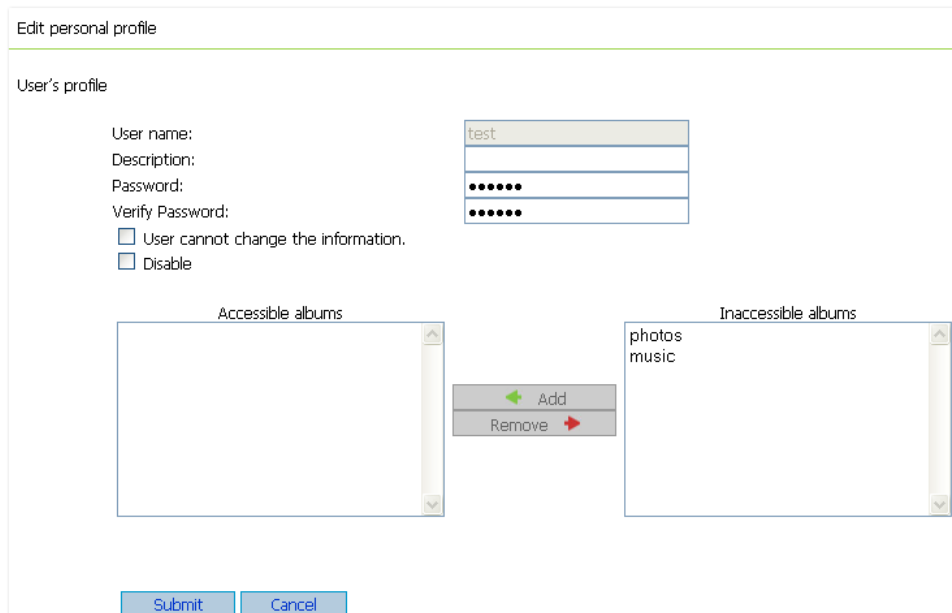 Edit personal profile
User's profile
User name: test
Description:
Password: ●●●●●●
Verify Password: ●●●●●●
User cannot change the information.
Disable
Accessible albums Inaccessible albums
photos
music
Add
Remove
Submit Cancel